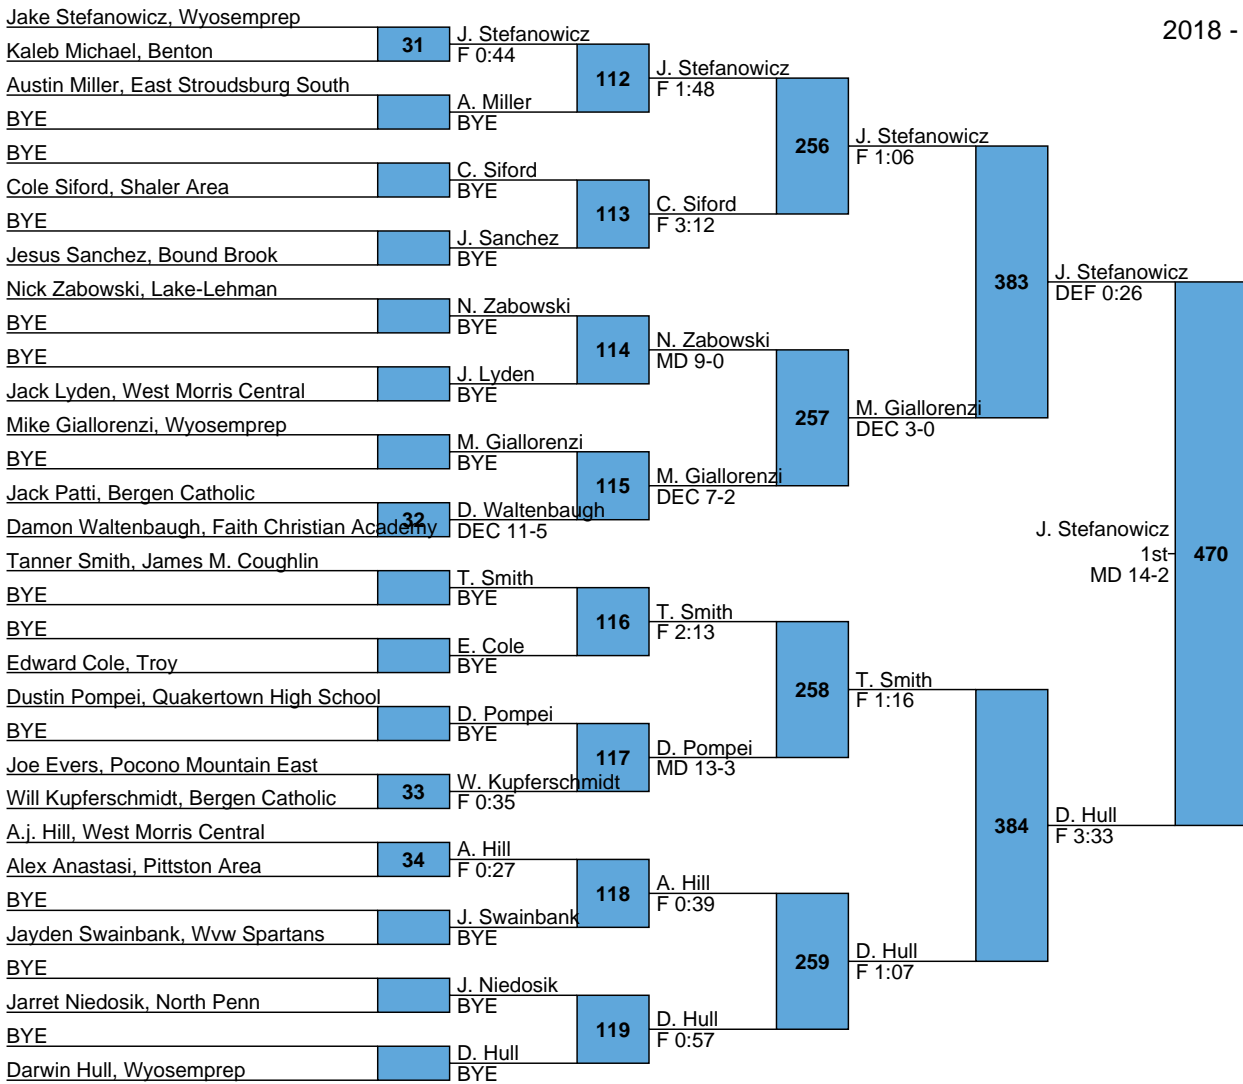 2018 -
Jake Stefanowicz, Wyosemprep
Kaleb Michael, Benton
Austin Miller, East Stroudsburg South
BYE
BYE
Cole Siford, Shaler Area
BYE
Jesus Sanchez, Bound Brook
Nick Zabowski, Lake-Lehman
BYE
BYE
Jack Lyden, West Morris Central
Mike Giallorenzi, Wyosemprep
BYE
Jack Patti, Bergen Catholic
Damon Waltenbaugh, Faith Christian Academy
Tanner Smith, James M. Coughlin
BYE
BYE
Edward Cole, Troy
Dustin Pompei, Quakertown High School
BYE
Joe Evers, Pocono Mountain East
Will Kupferschmidt, Bergen Catholic
A.j. Hill, West Morris Central
Alex Anastasi, Pittston Area
BYE
Jayden Swainbank, Wvw Spartans
BYE
Jarret Niedosik, North Penn
BYE
Darwin Hull, Wyosemprep
31
32
33
34
J. Stefanowicz
F 0:44
A. Miller
BYE
C. Siford
BYE
J. Sanchez
BYE
N. Zabowski
BYE
J. Lyden
BYE
M. Giallorenzi
BYE
D. Waltenbaugh
DEC 11-5
T. Smith
BYE
E. Cole
BYE
D. Pompei
BYE
W. Kupferschmidt
F 0:35
A. Hill
F 0:27
J. Swainbank
BYE
J. Niedosik
BYE
D. Hull
BYE
112
113
114
115
116
117
118
119
J. Stefanowicz
F 1:48
C. Siford
F 3:12
N. Zabowski
MD 9-0
M. Giallorenzi
DEC 7-2
T. Smith
F 2:13
D. Pompei
MD 13-3
A. Hill
F 0:39
D. Hull
F 0:57
256
257
258
259
J. Stefanowicz
F 1:06
M. Giallorenzi
DEC 3-0
T. Smith
F 1:16
D. Hull
F 1:07
383
384
J. Stefanowicz
DEF 0:26
D. Hull
F 3:33
470
J. Stefanowicz
1st
MD 14-2